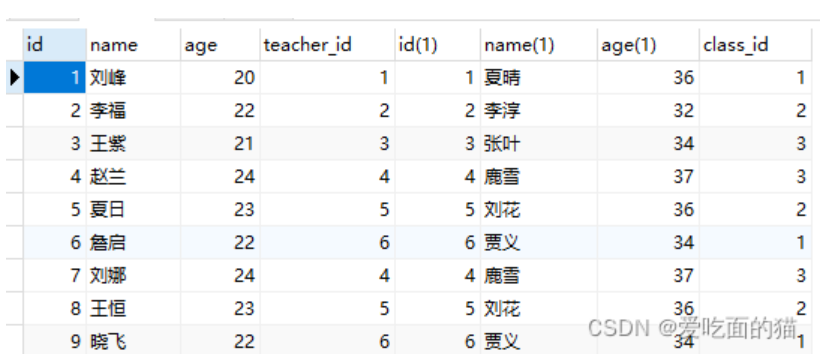 id name age teacher_id id(1) name(1) age(1) class_id
1 刘峰 20 1 1 夏晴 36 1
2 李福 22 2 2 李淳 32 2
3 王紫 21 3 3 张叶 34 3
4 赵兰 24 4 4 鹿雪 37 3
5 夏日 23 5 5 刘花 36 2
6 詹启 22 6 6 贾义 34 1
7 刘娜 24 4 4 鹿雪 37 3
8 王恒 23 5 5 刘花 36 2
9 晓飞 22 6 6 贾义 34 1
CSDN @爱吃面的猫